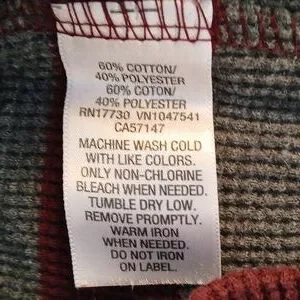 60% COTTON/
40% POLYESTER
60% COTON/
40% POLYESTER
RN17730 VN1047541
CA57147
MACHINE WASH COLD
WITH LIKE COLORS.
ONLY NON-CHLORINE
BLEACH WHEN NEEDED.
TUMBLE DRY LOW.
REMOVE PROMPTLY.
WARM IRON
WHEN NEEDED.
DO NOT IRON
ON LABEL.